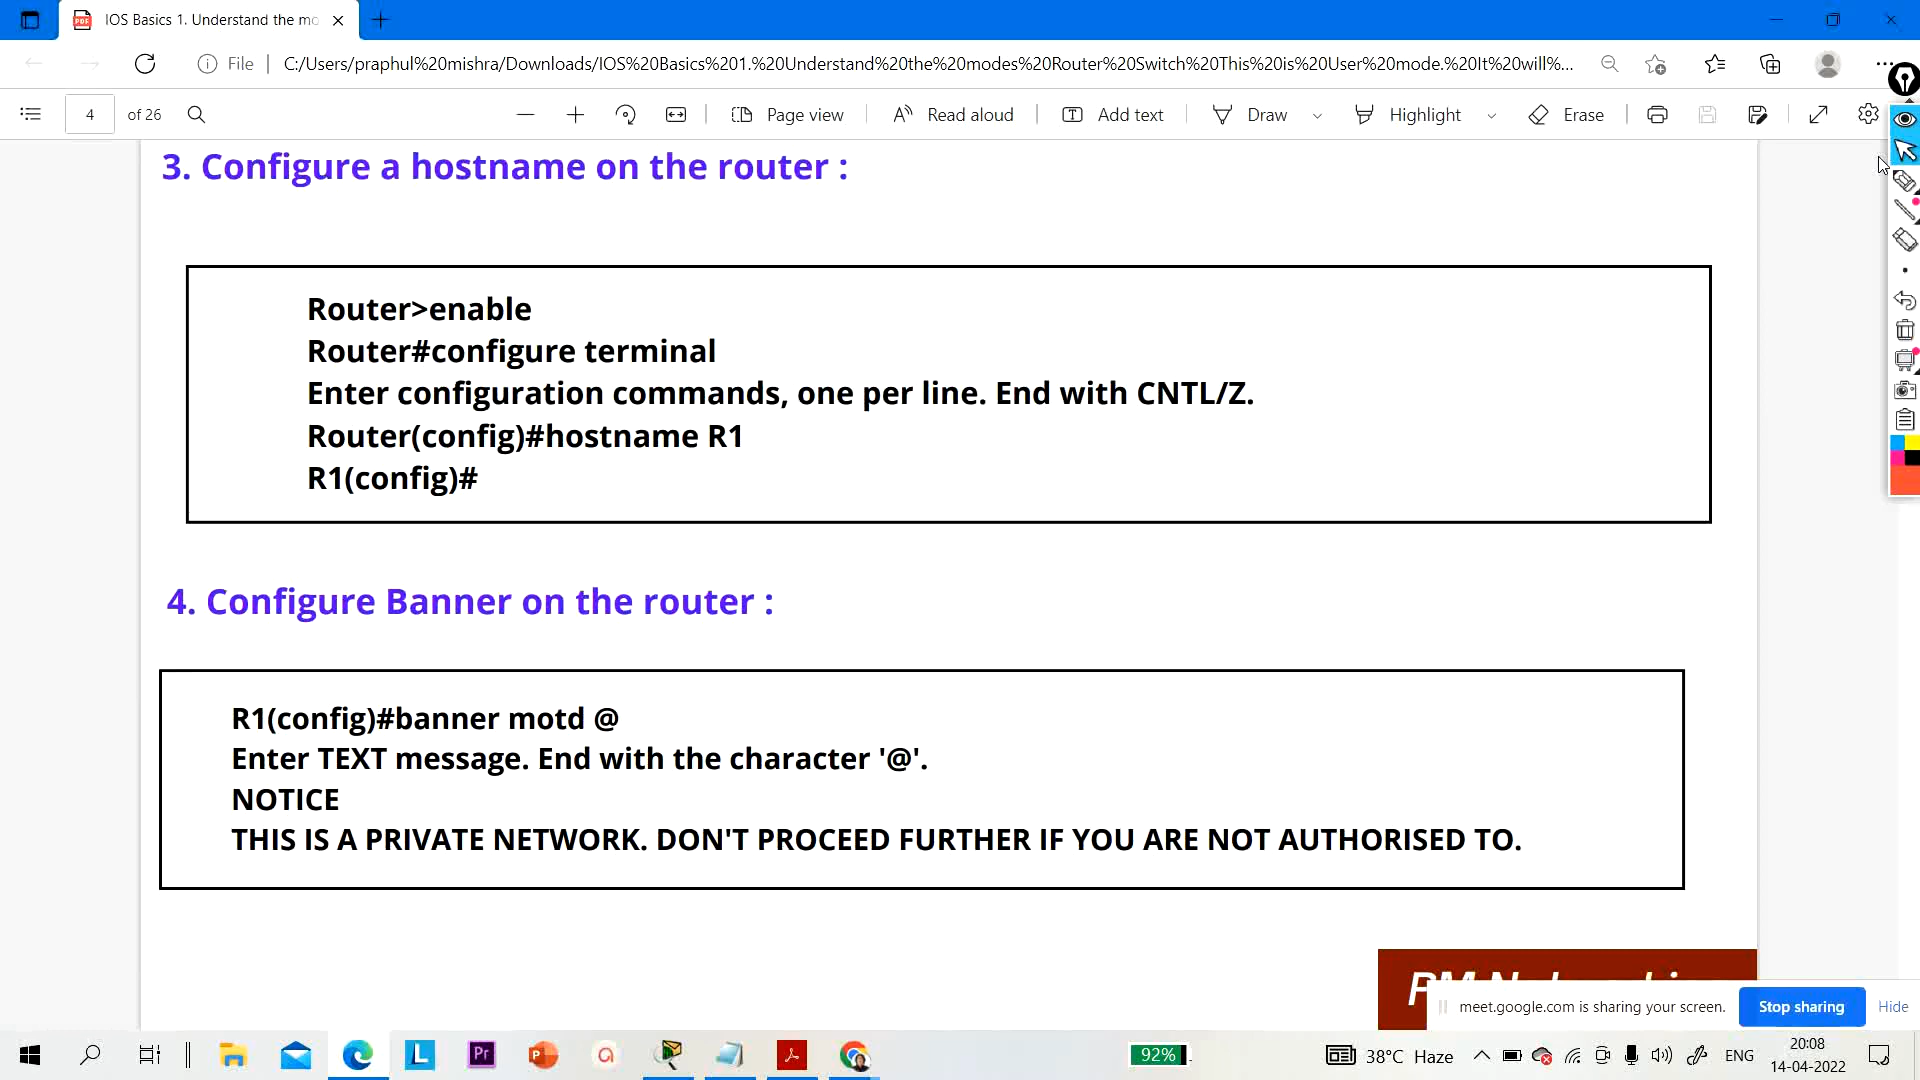 IOS Basics 1. Understand the mo
File
C:/Users/praphul%20mishra/Downloads/IOS%20Basics%201.%20Understand%20the%20modes%20Router%20Switch%20This%20is%20User%20mode.%20It%20will%...
4 of 26
Page view
Read aloud
Add text
Draw
Highlight
Erase
3. Configure a hostname on the router :
Router>enable
Router#configure terminal
Enter configuration commands, one per line. End with CNTL/Z.
Router(config)#hostname R1
R1(config)#
4. Configure Banner on the router :
R1(config)#banner motd @
Enter TEXT message. End with the character '@'.
NOTICE
THIS IS A PRIVATE NETWORK. DON'T PROCEED FURTHER IF YOU ARE NOT AUTHORISED TO.
meet.google.com is sharing your screen.
Stop sharing
Hide
L
Pr
P
a
92%
38°C Haze
ENG
20:08
14-04-2022